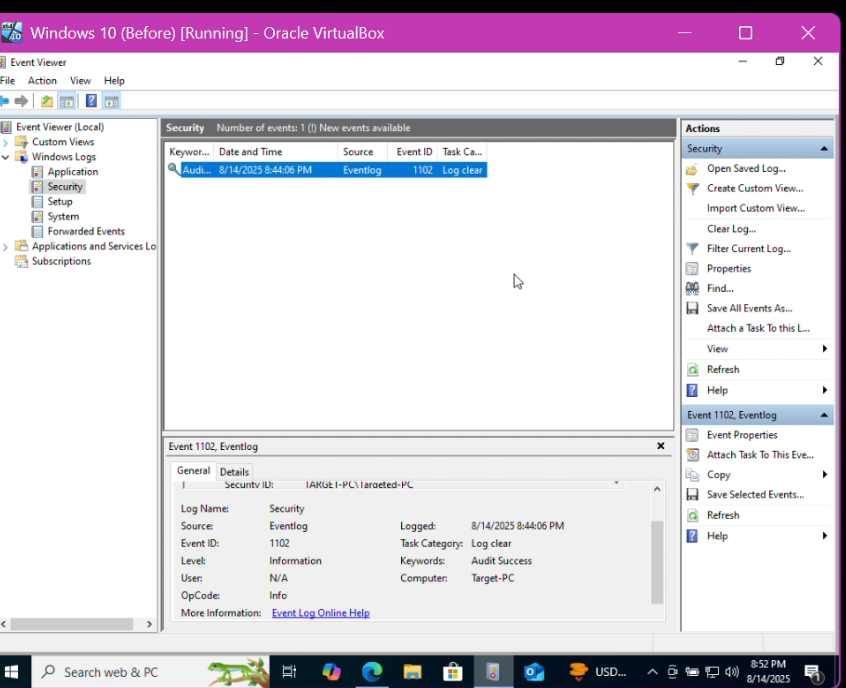 Windows 10 (Before) [Running] - Oracle VirtualBox
Event Viewer
File Action View Help
Event Viewer (Local)
Custom Views
Windows Logs
Application
Security
Setup
System
Forwarded Events
Applications and Services Lo
Subscriptions
Security Number of events: 1 (!) New events available
Keywor... Date and Time Source Event ID Task Ca...
Audi... 8/14/2025 8:44:06 PM Eventlog 1102 Log clear
Event 1102, Eventlog
General Details
Security ID: TARGET-PC\Targeted-PC
Log Name: Security
Source: Eventlog Logged: 8/14/2025 8:44:06 PM
Event ID: 1102 Task Category: Log clear
Level: Information Keywords: Audit Success
User: N/A Computer: Target-PC
OpCode: Info
More Information: Event Log Online Help
Actions
Security
Open Saved Log...
Create Custom View...
Import Custom View...
Clear Log...
Filter Current Log...
Properties
Find...
Save All Events As...
Attach a Task To this L...
View
Refresh
Help
Event 1102, Eventlog
Event Properties
Attach Task To This Eve...
Copy
Save Selected Events...
Refresh
Help
Search web & PC
USD...
8:52 PM
8/14/2025
1